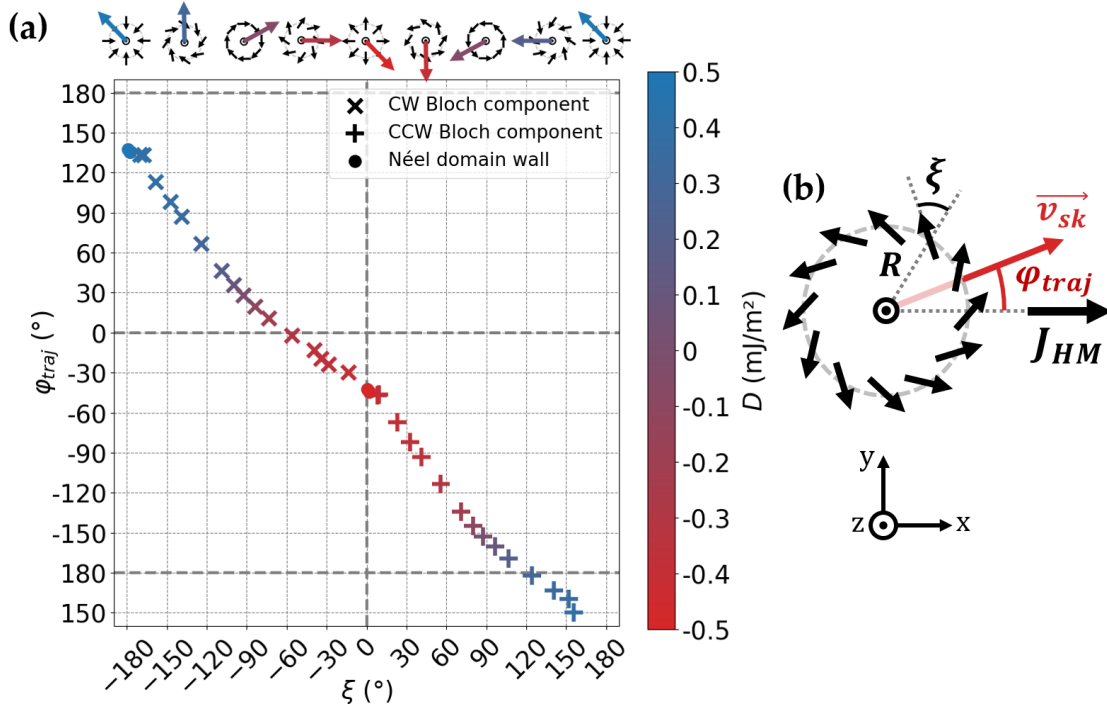 (a)
CW Bloch component
CCW Bloch component
Néel domain wall
180
150
120
90
60
30
0
-30
-60
-90
-120
-150
180
150
φtraj (°)
−180
−150
−120
−90
−60
−30
0
30
60
90
120
150
180
ξ (°)
0.5
0.4
0.3
0.2
0.1
0
-0.1
-0.2
-0.3
-0.4
-0.5
D (mJ/m²)
(b)
ξ
v_sk
R
φtraj
J_HM
y
z
x